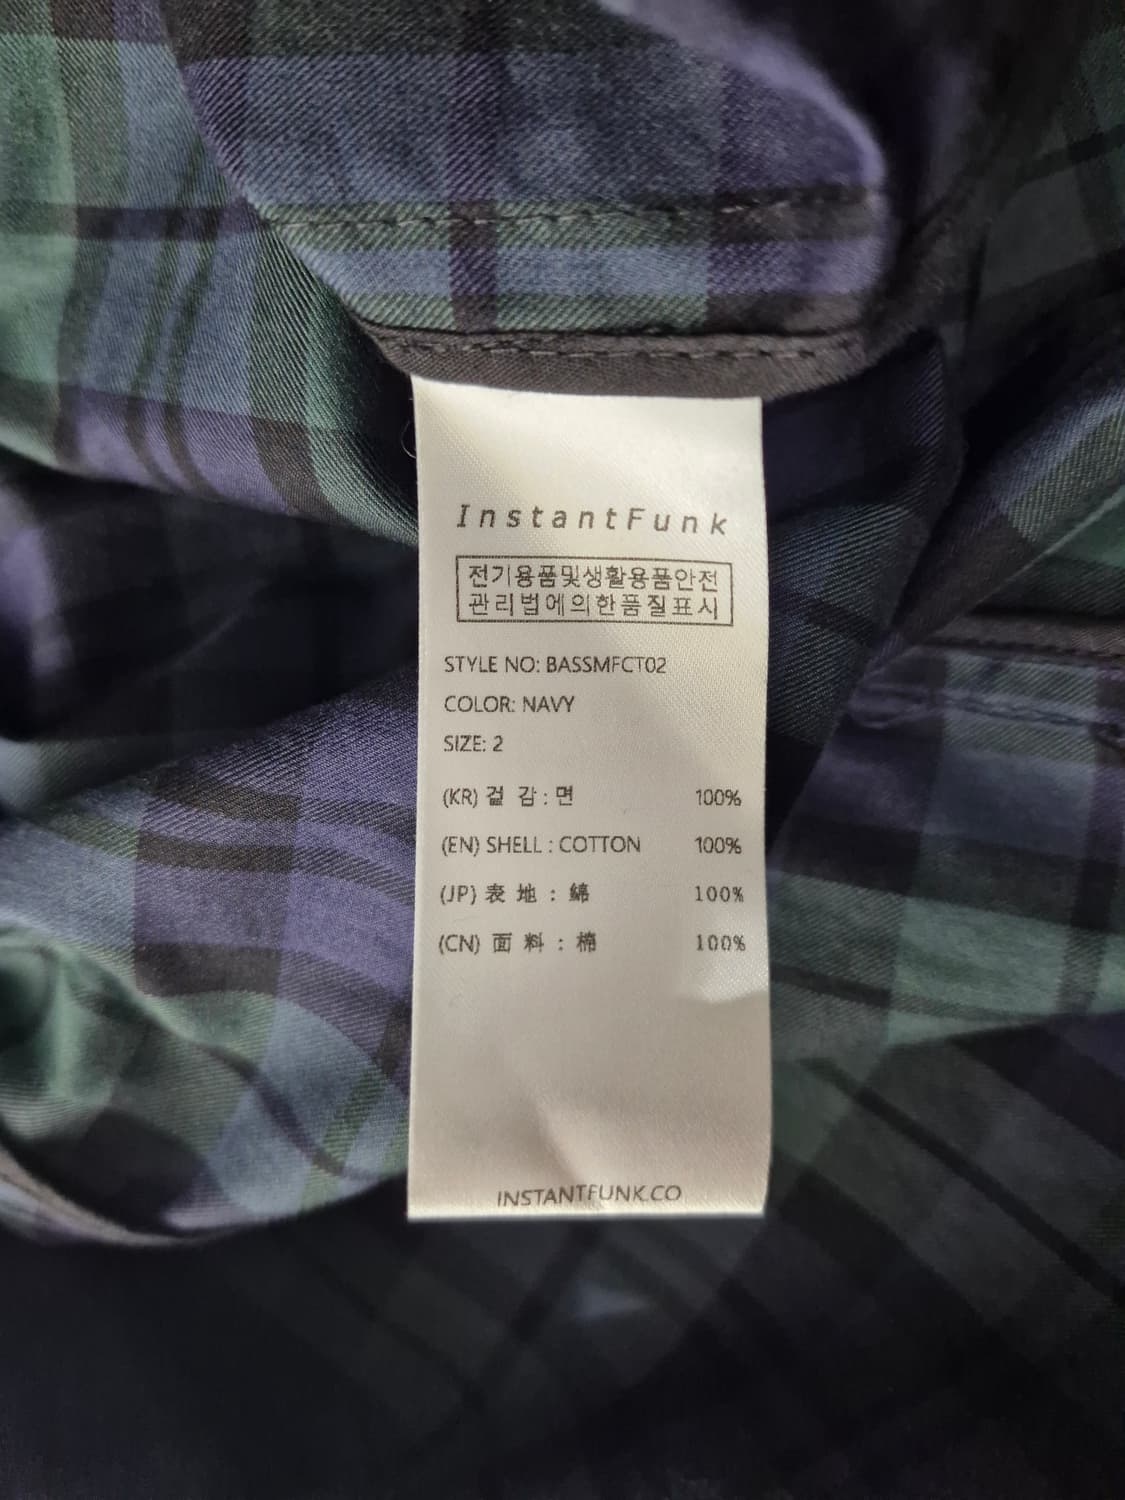 InstantFunk
전기용품및생활용품안전
관리법에의한품질표시
STYLE NO: BASSMFCT02
COLOR: NAVY
SIZE: 2
(KR) 겉 감 : 면 100%
(EN) SHELL : COTTON 100%
(JP) 表 地 : 綿 100%
(CN) 面 料 : 棉 100%
INSTANTFUNK.CO